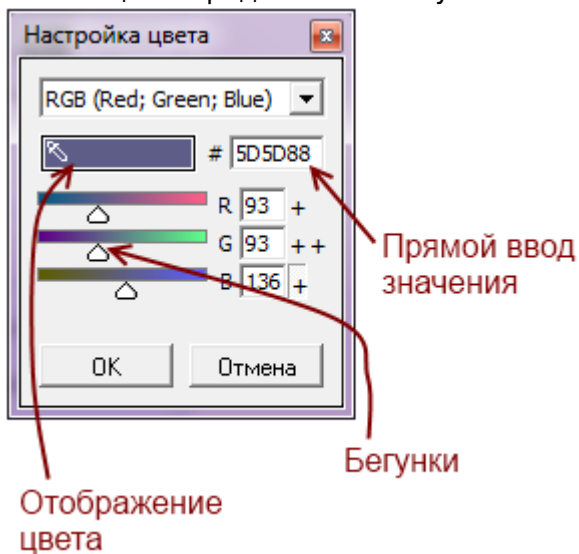 Настройка цвета
RGB (Red; Green; Blue)
# 5D5D88
R 93 +
G 93 ++
B 136 +
Прямой ввод
значения
OK Отмена
Бегунки
Отображение
цвета